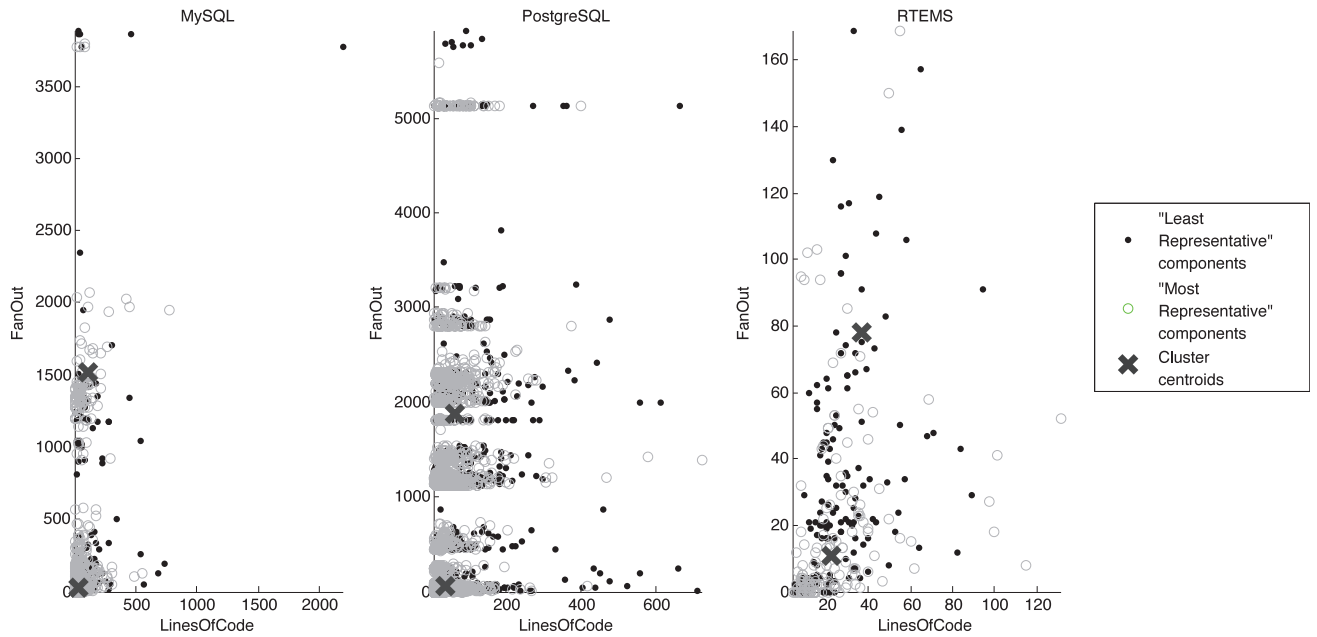 MySQL
FanOut
3500
3000
2500
2000
1500
1000
500
0
500
1000
1500
2000
LinesOfCode
PostgreSQL
FanOut
5000
4000
3000
2000
1000
0
200
400
600
LinesOfCode
RTEMS
FanOut
160
140
120
100
80
60
40
20
0
20
40
60
80
100
120
LinesOfCode
"Least
Representative"
components
"Most
Representative"
components
Cluster
centroids